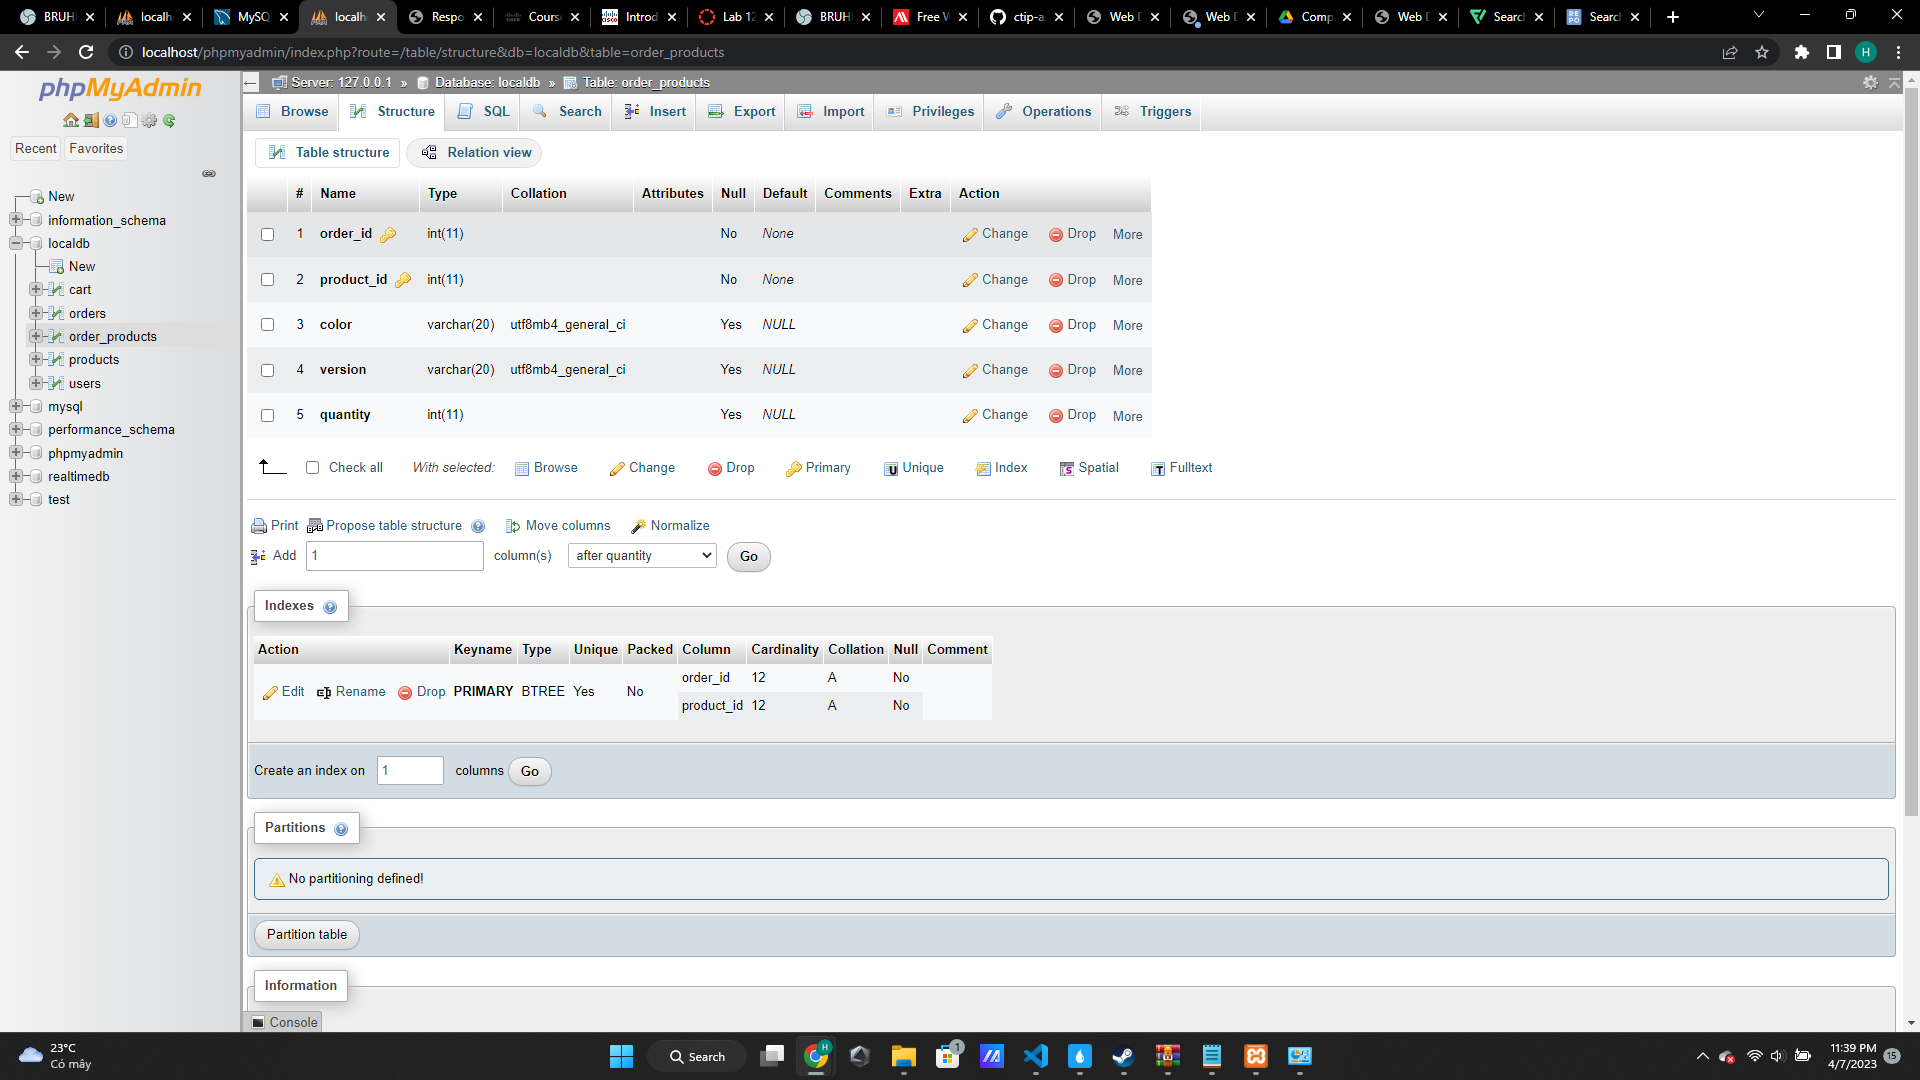 BRUH
localh
MySQ
localh
Respo
Cours
Introd
Lab 12
BRUH
Free W
ctip-a
Web D
Web D
Comp
Web D
Searc
Searc
localhost/phpmyadmin/index.php?route=/table/structure&db=localdb&table=order_products
H
phpMyAdmin
Recent Favorites
New
information_schema
localdb
New
cart
orders
order_products
products
users
mysql
performance_schema
phpmyadmin
realtimedb
test
Server: 127.0.0.1 » Database: localdb » Table: order_products
Browse Structure SQL Search Insert Export Import Privileges Operations Triggers
Table structure Relation view
# Name Type Collation Attributes Null Default Comments Extra Action
1 order_id int(11) No None Change Drop More
2 product_id int(11) No None Change Drop More
3 color varchar(20) utf8mb4_general_ci Yes NULL Change Drop More
4 version varchar(20) utf8mb4_general_ci Yes NULL Change Drop More
5 quantity int(11) Yes NULL Change Drop More
Check all With selected: Browse Change Drop Primary Unique Index Spatial Fulltext
Print Propose table structure Move columns Normalize
Add 1 column(s) after quantity Go
Indexes
Action Keyname Type Unique Packed Column Cardinality Collation Null Comment
Edit Rename Drop PRIMARY BTREE Yes No order_id 12 A No
product_id 12 A No
Create an index on 1 columns Go
Partitions
No partitioning defined!
Partition table
Information
Console
23°C
Có mây
Search
H
1
11:39 PM
4/7/2023
15